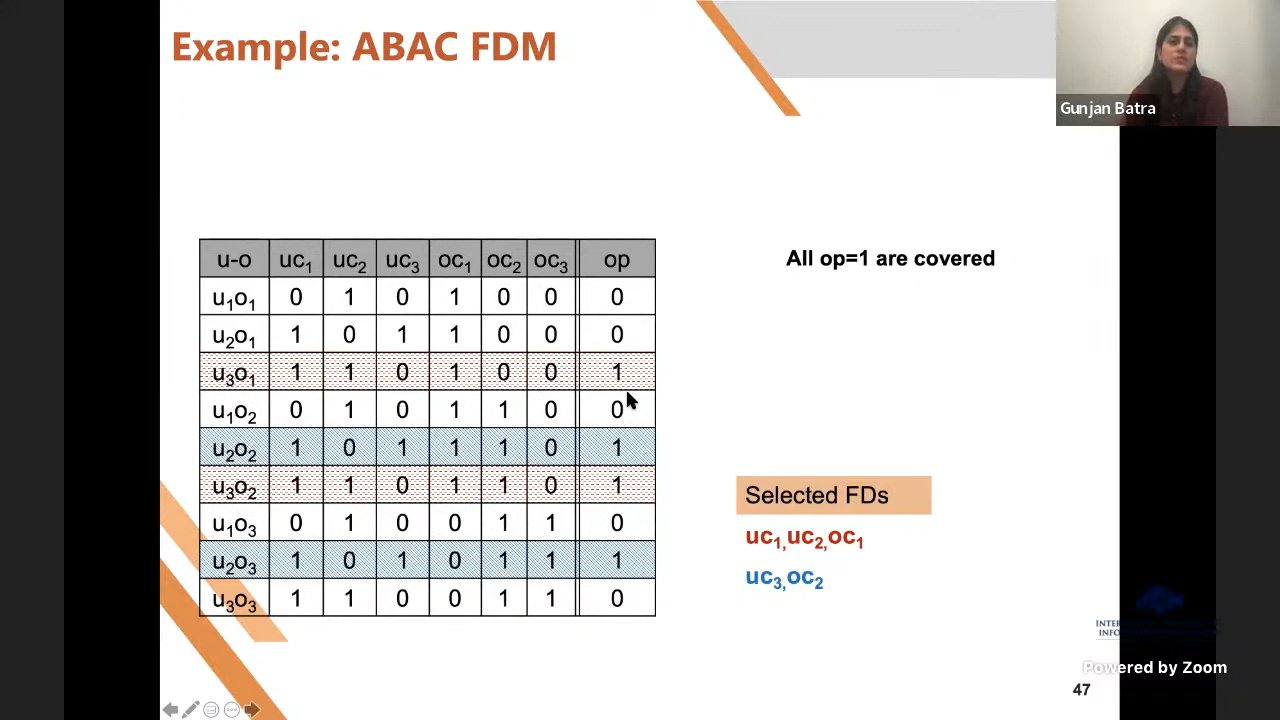 Example: ABAC FDM
Gunjan Batra
u-o uc1 uc2 uc3 oc1 oc2 oc3 op
u1o1 0 1 0 1 0 0 0
u2o1 1 0 1 1 0 0 0
u3o1 1 1 0 1 0 0 1
u1o2 0 1 0 1 1 0 0
u2o2 1 0 1 1 1 0 1
u3o2 1 1 0 1 1 0 1
u1o3 0 1 0 0 1 1 0
u2o3 1 0 1 0 1 1 1
u3o3 1 1 0 0 1 1 0
All op=1 are covered
Selected FDs
uc1,uc2,oc1
uc3,oc2
Powered by Zoom
47